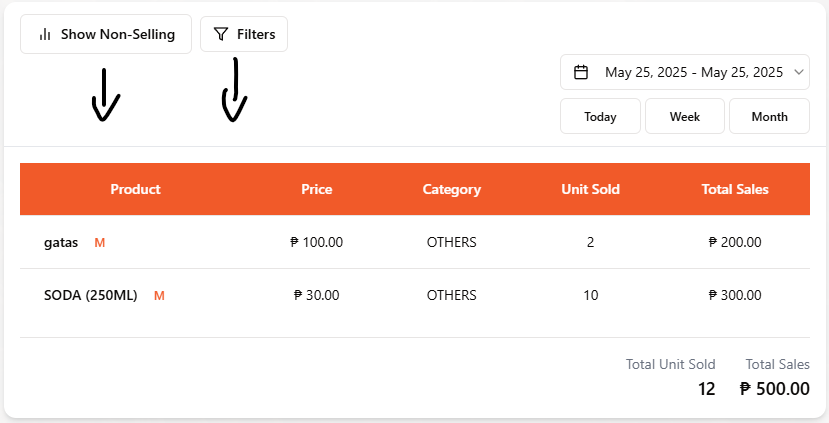 Show Non-Selling Filters
May 25, 2025 - May 25, 2025
Today Week Month
Product Price Category Unit Sold Total Sales
gatas M ₱ 100.00 OTHERS 2 ₱ 200.00
SODA (250ML) M ₱ 30.00 OTHERS 10 ₱ 300.00
Total Unit Sold Total Sales
12 ₱ 500.00